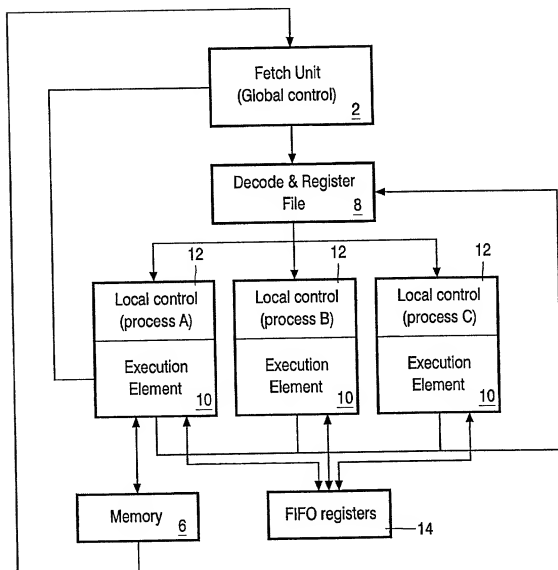 Fetch Unit
(Global control)
2
Decode & Register
File
8
12
12
12
Local control
(process A)
Local control
(process B)
Local control
(process C)
Execution
Element
10
Execution
Element
10
Execution
Element
10
Memory
6
FiFO registers
14